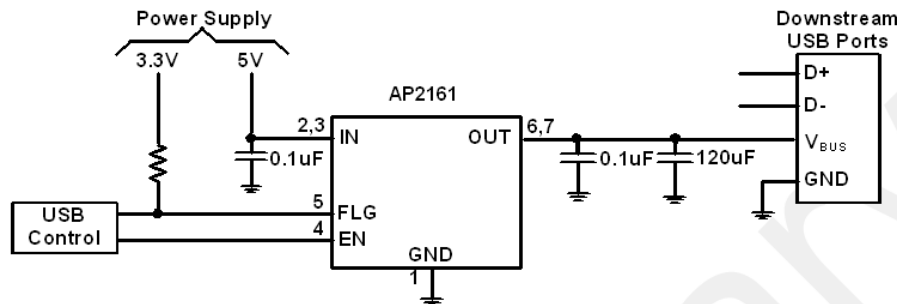 Power Supply
3.3V
5V
Downstream
USB Ports
AP2161
D+
D-
VBUS
GND
2,3
IN
OUT
6,7
0.1uF
0.1uF
120uF
USB
Control
5
FLG
4
EN
GND
1